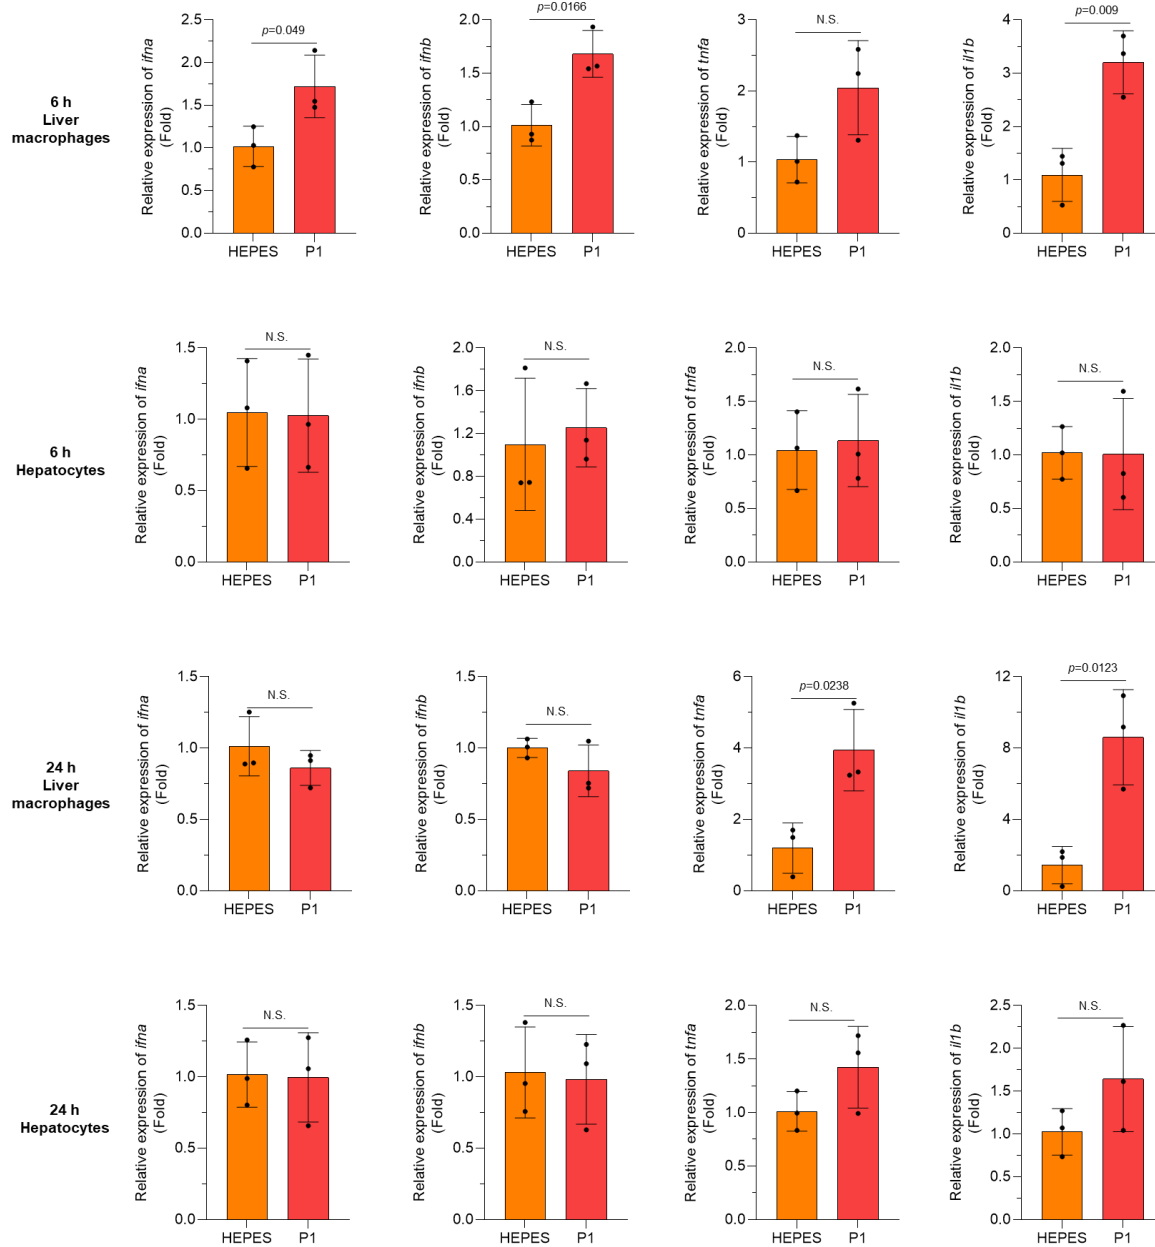 6 h
Liver
macrophages
Relative expression of ifna
(Fold)
2.5
2.0
1.5
1.0
0.5
0.0
p=0.049
HEPES
P1
Relative expression of ifnb
(Fold)
2.0
1.5
1.0
0.5
0.0
p=0.0166
HEPES
P1
Relative expression of tnfa
(Fold)
3
2
1
0
N.S.
HEPES
P1
Relative expression of il1b
(Fold)
4
3
2
1
0
p=0.009
HEPES
P1
6 h
Hepatocytes
Relative expression of ifna
(Fold)
1.5
1.0
0.5
0.0
N.S.
HEPES
P1
Relative expression of ifnb
(Fold)
2.0
1.6
1.2
0.8
0.4
0.0
N.S.
HEPES
P1
Relative expression of tnfa
(Fold)
2.0
1.5
1.0
0.5
0.0
N.S.
HEPES
P1
Relative expression of il1b
(Fold)
2.0
1.5
1.0
0.5
0.0
N.S.
HEPES
P1
24 h
Liver
macrophages
Relative expression of ifna
(Fold)
1.5
1.0
0.5
0.0
N.S.
HEPES
P1
Relative expression of ifnb
(Fold)
1.5
1.0
0.5
0.0
N.S.
HEPES
P1
Relative expression of tnfa
(Fold)
6
4
2
0
p=0.0238
HEPES
P1
Relative expression of il1b
(Fold)
12
8
4
0
p=0.0123
HEPES
P1
24 h
Hepatocytes
Relative expression of ifna
(Fold)
1.5
1.0
0.5
0.0
N.S.
HEPES
P1
Relative expression of ifnb
(Fold)
1.5
1.0
0.5
0.0
N.S.
HEPES
P1
Relative expression of tnfa
(Fold)
2.0
1.5
1.0
0.5
0.0
N.S.
HEPES
P1
Relative expression of il1b
(Fold)
2.5
2.0
1.5
1.0
0.5
0.0
N.S.
HEPES
P1